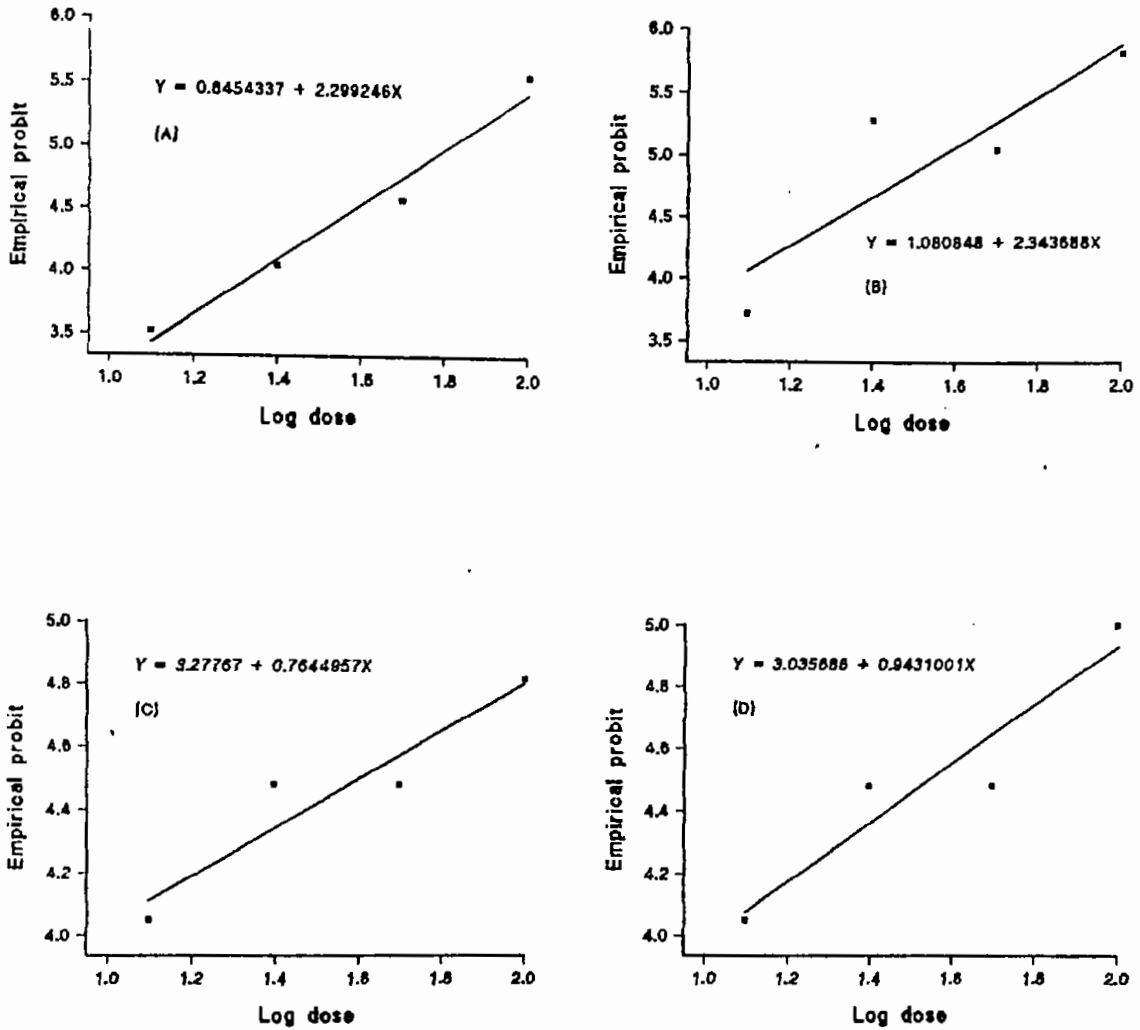 6.0
5.5
5.0
4.5
4.0
3.5
Empirical probit
Y = 0.8454337 + 2.299246X
(A)
1.0 1.2 1.4 1.6 1.8 2.0
Log dose
6.0
5.5
5.0
4.5
4.0
3.5
Empirical probit
Y = 1.080848 + 2.343688X
(B)
1.0 1.2 1.4 1.6 1.8 2.0
Log dose
5.0
4.8
4.6
4.4
4.2
4.0
Empirical probit
Y = 3.27767 + 0.7644957X
(C)
1.0 1.2 1.4 1.6 1.8 2.0
Log dose
5.0
4.8
4.6
4.4
4.2
4.0
Empirical probit
Y = 3.035688 + 0.9431001X
(D)
1.0 1.2 1.4 1.6 1.8 2.0
Log dose